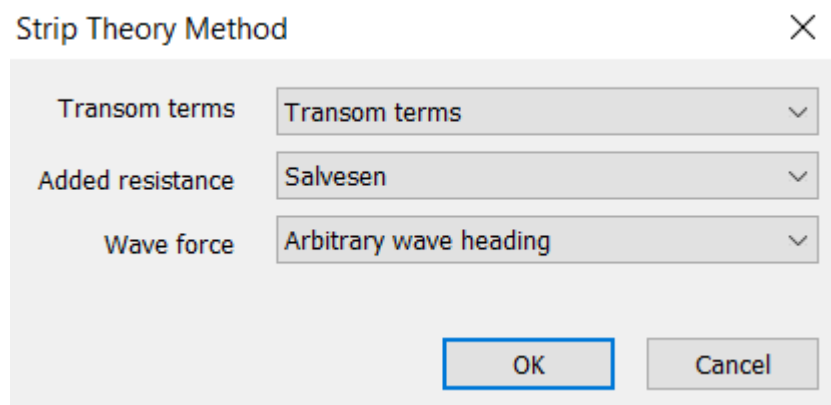 Strip Theory Method
Transom terms Transom terms
Added resistance Salvesen
Wave force Arbitrary wave heading
OK Cancel